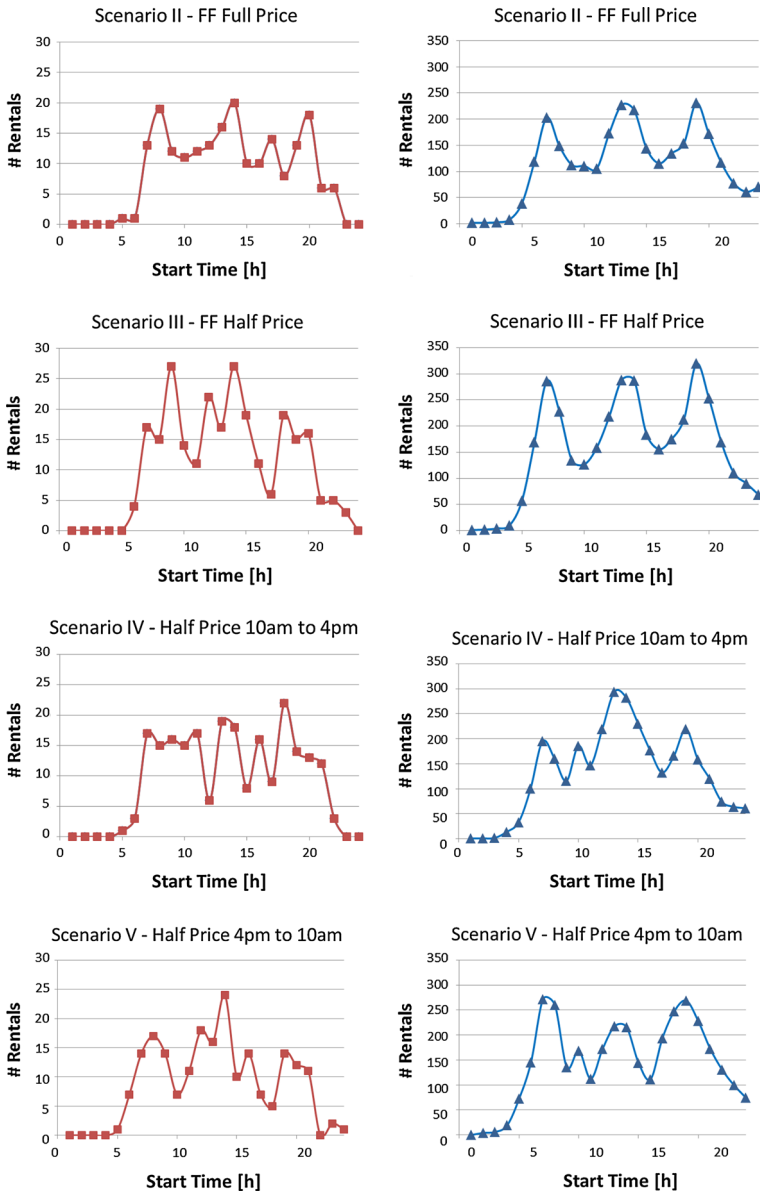 Scenario II - FF Full Price
30
25
20
15
10
5
0
# Rentals
0 5 10 15 20
Start Time [h]
Scenario II - FF Full Price
350
300
250
200
150
100
50
0
# Rentals
0 5 10 15 20
Start Time [h]
Scenario III - FF Half Price
30
25
20
15
10
5
0
# Rentals
0 5 10 15 20
Start Time [h]
Scenario III - FF Half Price
350
300
250
200
150
100
50
0
# Rentals
0 5 10 15 20
Start Time [h]
Scenario IV - Half Price 10am to 4pm
30
25
20
15
10
5
0
# Rentals
0 5 10 15 20
Start Time [h]
Scenario IV - Half Price 10am to 4pm
350
300
250
200
150
100
50
0
# Rentals
0 5 10 15 20
Start Time [h]
Scenario V - Half Price 4pm to 10am
30
25
20
15
10
5
0
# Rentals
0 5 10 15 20
Start Time [h]
Scenario V - Half Price 4pm to 10am
350
300
250
200
150
100
50
0
# Rentals
0 5 10 15 20
Start Time [h]